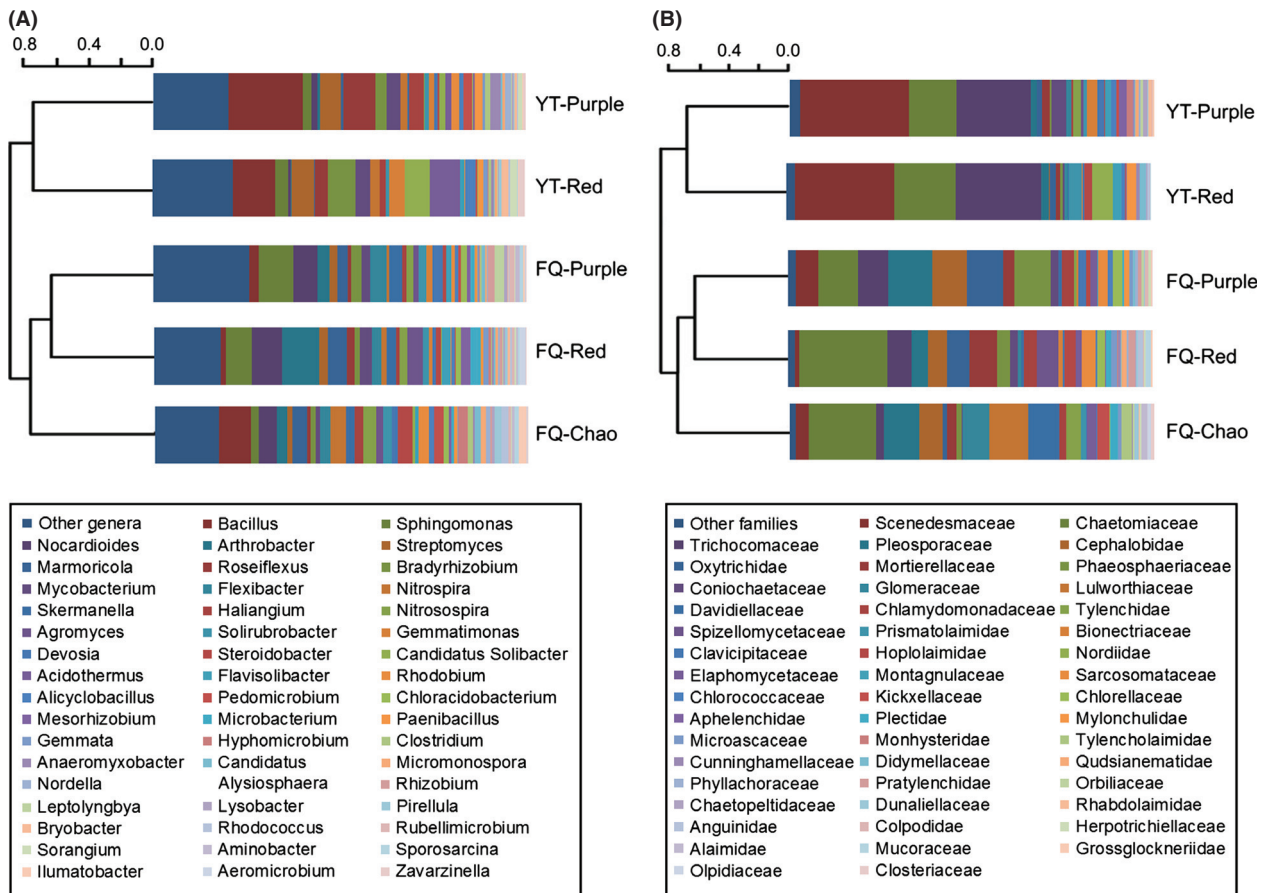 (A)
0.8 0.4 0.0
YT-Purple
YT-Red
FQ-Purple
FQ-Red
FQ-Chao
Other genera Bacillus Sphingomonas
Nocardioides Arthrobacter Streptomyces
Marmoricola Roseiflexus Bradyrhizobium
Mycobacterium Flexibacter Nitrospira
Skermanella Haliangium Nitrosospira
Agromyces Solirubrobacter Gemmatimonas
Devosia Steroidobacter Candidatus Solibacter
Acidothermus Flavisolibacter Rhodobium
Alicyclobacillus Pedomicrobium Chloracidobacterium
Mesorhizobium Microbacterium Paenibacillus
Gemmata Hyphomicrobium Clostridium
Anaeromyxobacter Candidatus Micromonospora
Nordella Alysiosphaera Rhizobium
Leptolyngbya Lysobacter Pirellula
Bryobacter Rhodococcus Rubellimicrobium
Sorangium Aminobacter Sporosarcina
Ilumatobacter Aeromicrobium Zavarzinella
(B)
0.8 0.4 0.0
YT-Purple
YT-Red
FQ-Purple
FQ-Red
FQ-Chao
Other families Scenedesmaceae Chaetomiaceae
Trichocomaceae Pleosporaceae Cephalobidae
Oxytrichidae Mortierellaceae Phaeosphaeriaceae
Coniochaetaceae Glomeraceae Lulworthiaceae
Davidiellaceae Chlamydomonadaceae Tylenchidae
Spizellomycetaceae Prismatolaimidae Bionectriaceae
Clavicipitaceae Hoplolaimidae Nordiidae
Elaphomycetaceae Montagnulaceae Sarcosomataceae
Chlorococcaceae Kickxellaceae Chlorellaceae
Aphelenchidae Plectidae Mylonchulidae
Microascaceae Monhysteridae Tylencholaimidae
Cunninghamellaceae Didymellaceae Qudsianematidae
Phyllachoraceae Pratylenchidae Orbiliaceae
Chaetopeltidaceae Dunaliellaceae Rhabdolaimidae
Anguinidae Colpodidae Herpotrichiellaceae
Alaimidae Mucoraceae Grossglockneriidae
Olpidiaceae Closteriaceae